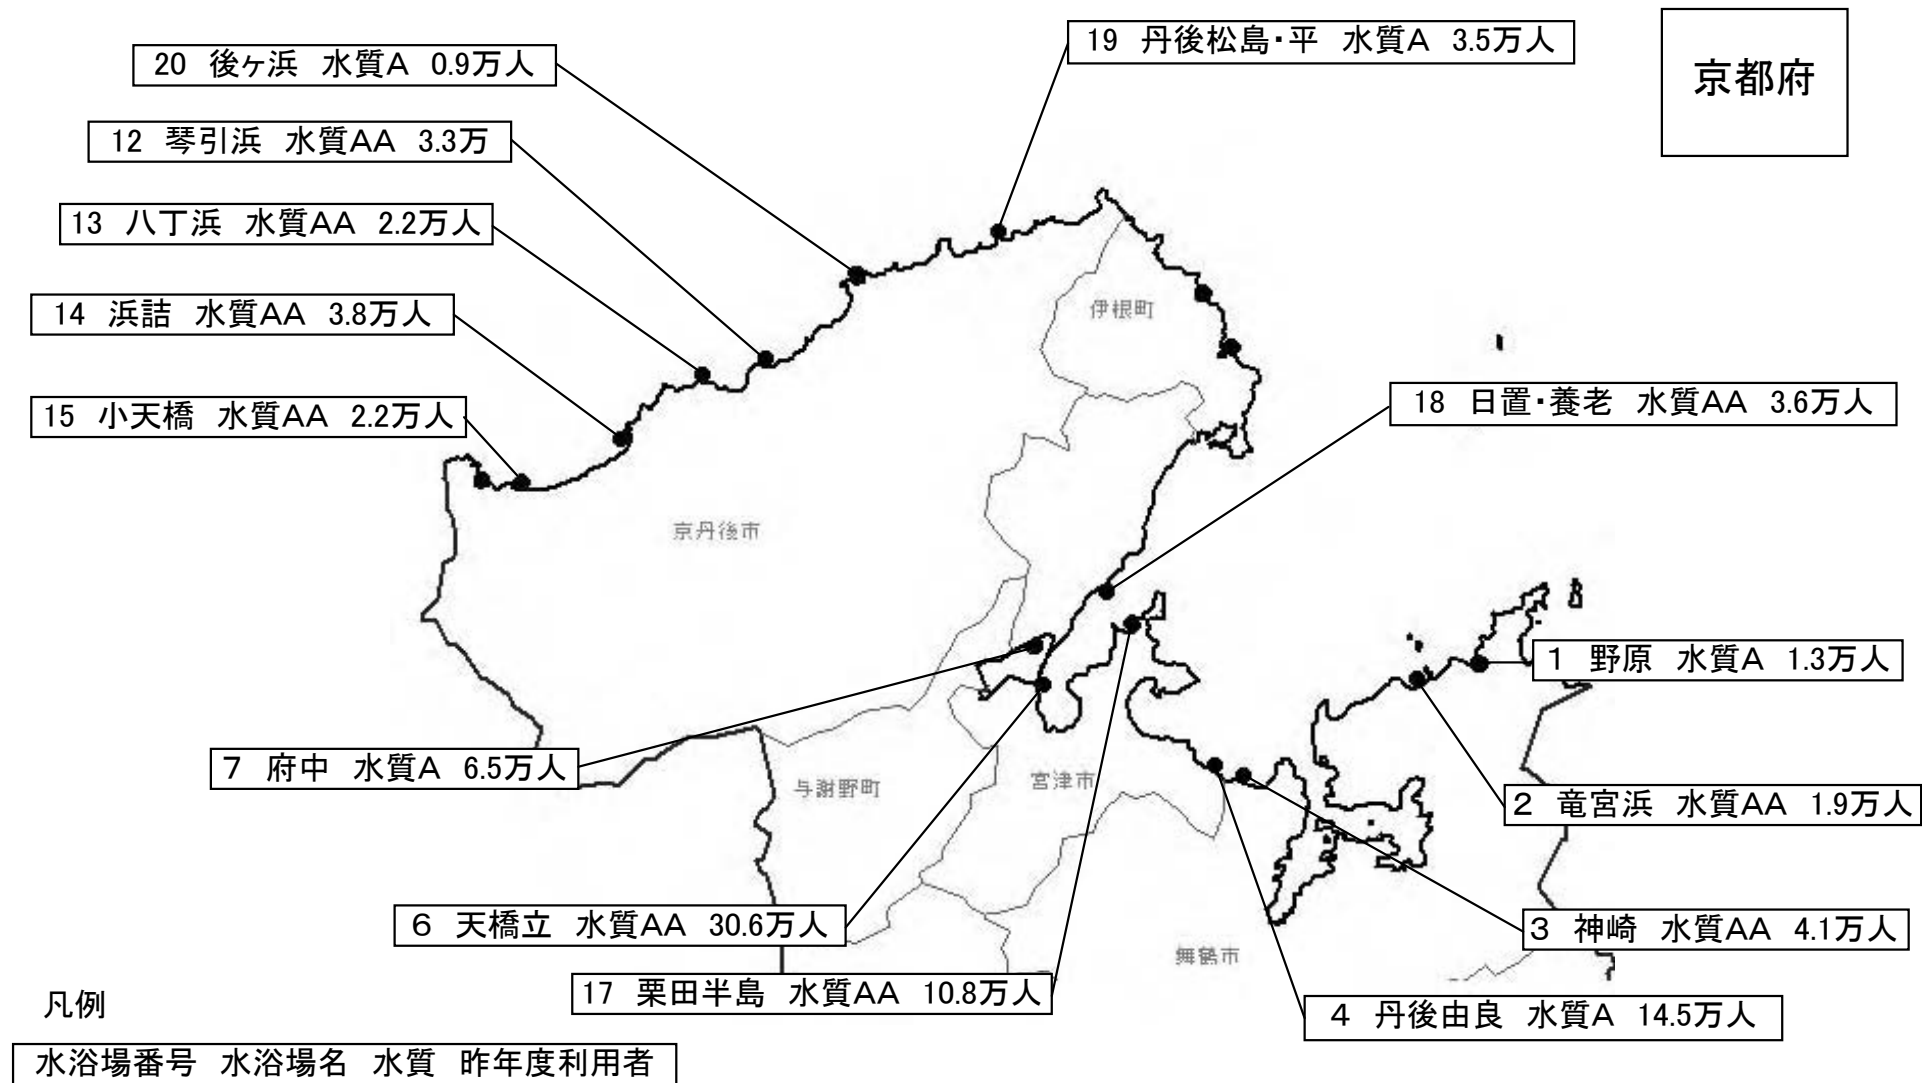 19 丹後松島・平 水質A 3.5万人
京都府
20 後ヶ浜 水質A 0.9万人
12 琴引浜 水質AA 3.3万
13 八丁浜 水質AA 2.2万人
14 浜詰 水質AA 3.8万人
伊根町
18 日置・養老 水質AA 3.6万人
15 小天橋 水質AA 2.2万人
京丹後市
1 野原 水質A 1.3万人
7 府中 水質A 6.5万人
与謝野町
宮津市
2 竜宮浜 水質AA 1.9万人
6 天橋立 水質AA 30.6万人
3 神崎 水質AA 4.1万人
舞鶴市
17 栗田半島 水質AA 10.8万人
4 丹後由良 水質A 14.5万人
凡例
水浴場番号 水浴場名 水質 昨年度利用者